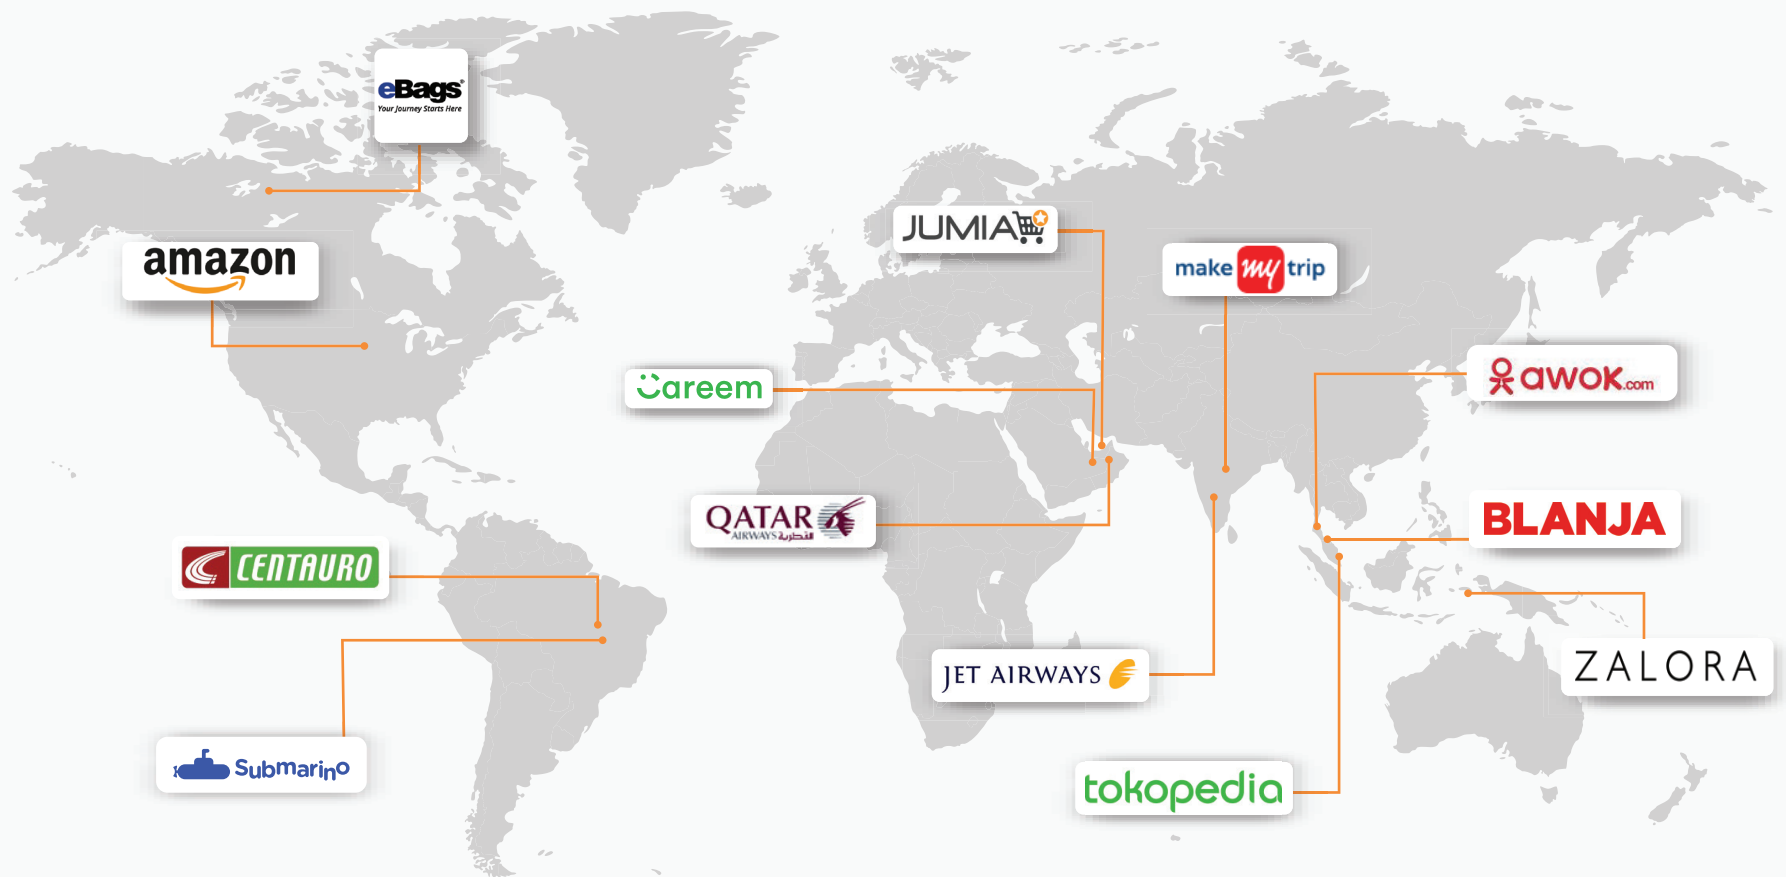 eBags®
Your Journey Starts Here
JUMIA
amazon
make my trip
awok.com
careem
BLANJA
QATAR
AIRWAYS القطرية
CENTAURO
ZALORA
JET AIRWAYS
Submarino
tokopedia